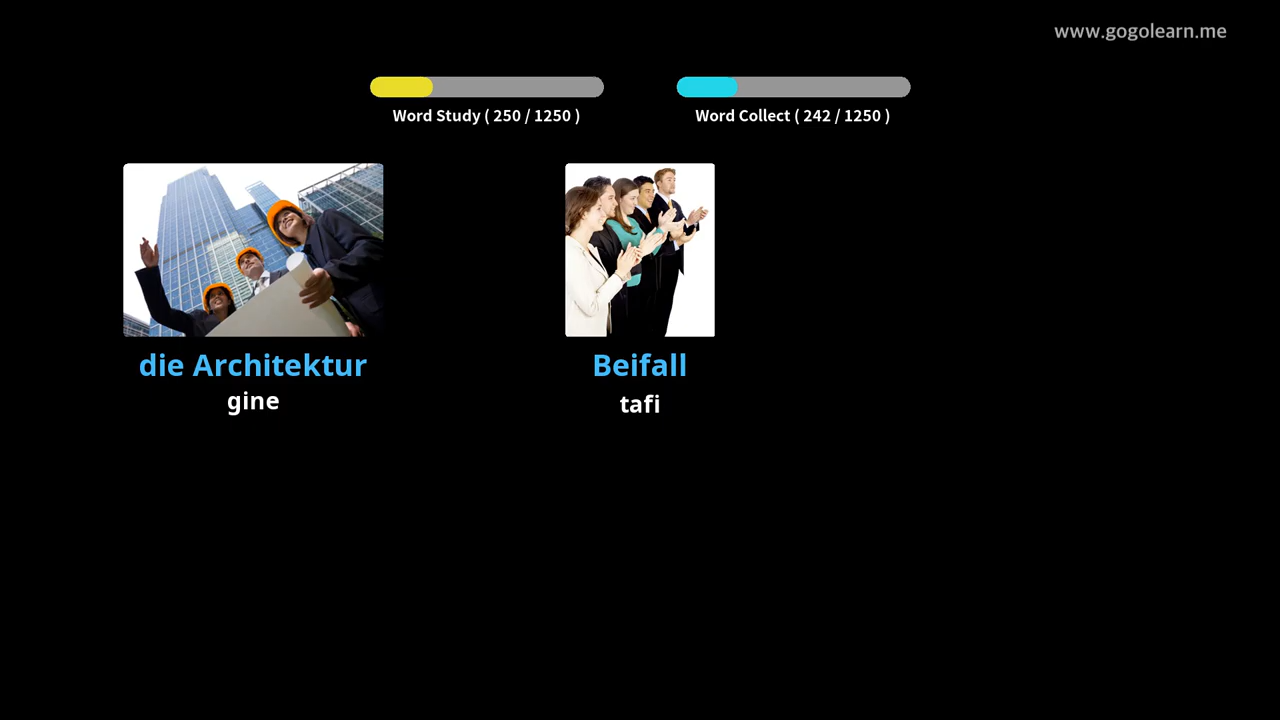 www.gogolearn.me
Word Study ( 250 / 1250 )
Word Collect ( 242 / 1250 )
die Architektur
gine
Beifall
tafi